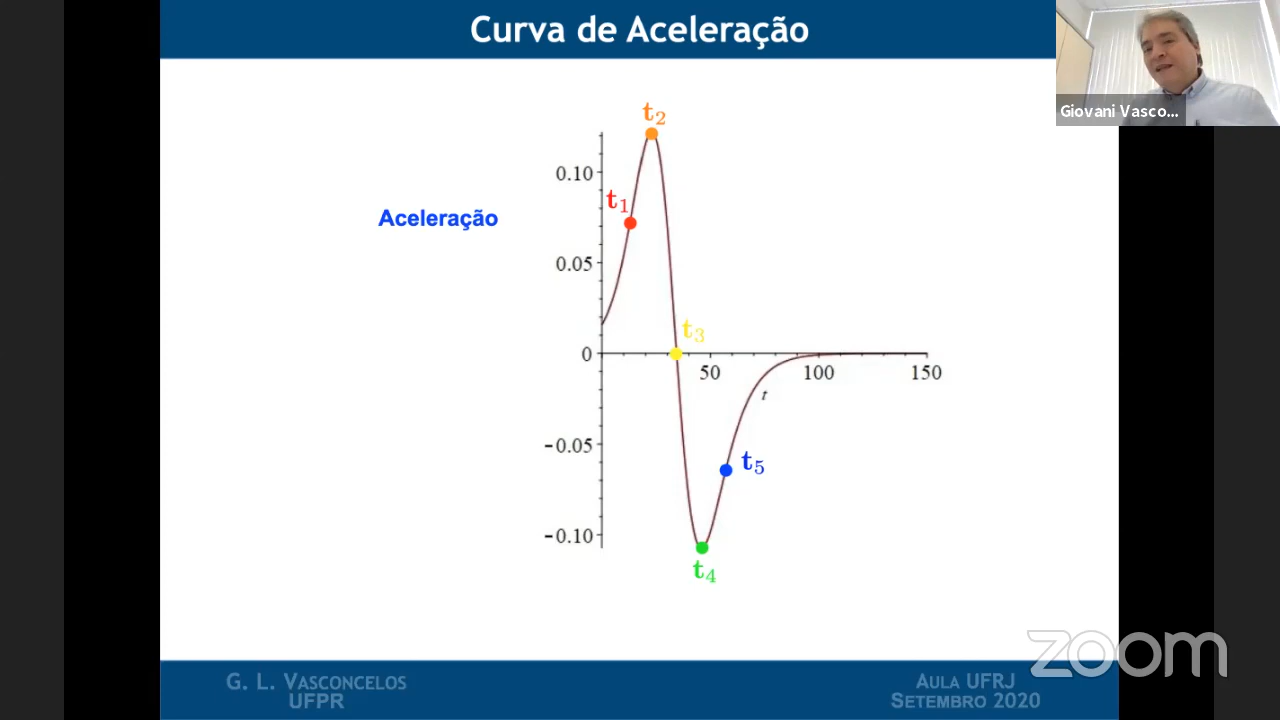 Curva de Aceleração
Giovani Vasco...
t₂
0.10
t₁
Aceleração
0.05
t₃
0
50
100
150
t
-0.05
t₅
-0.10
t₄
zoom
G. L. VASCONCELOS
UFPR
AULA UFRJ
SETEMBRO 2020